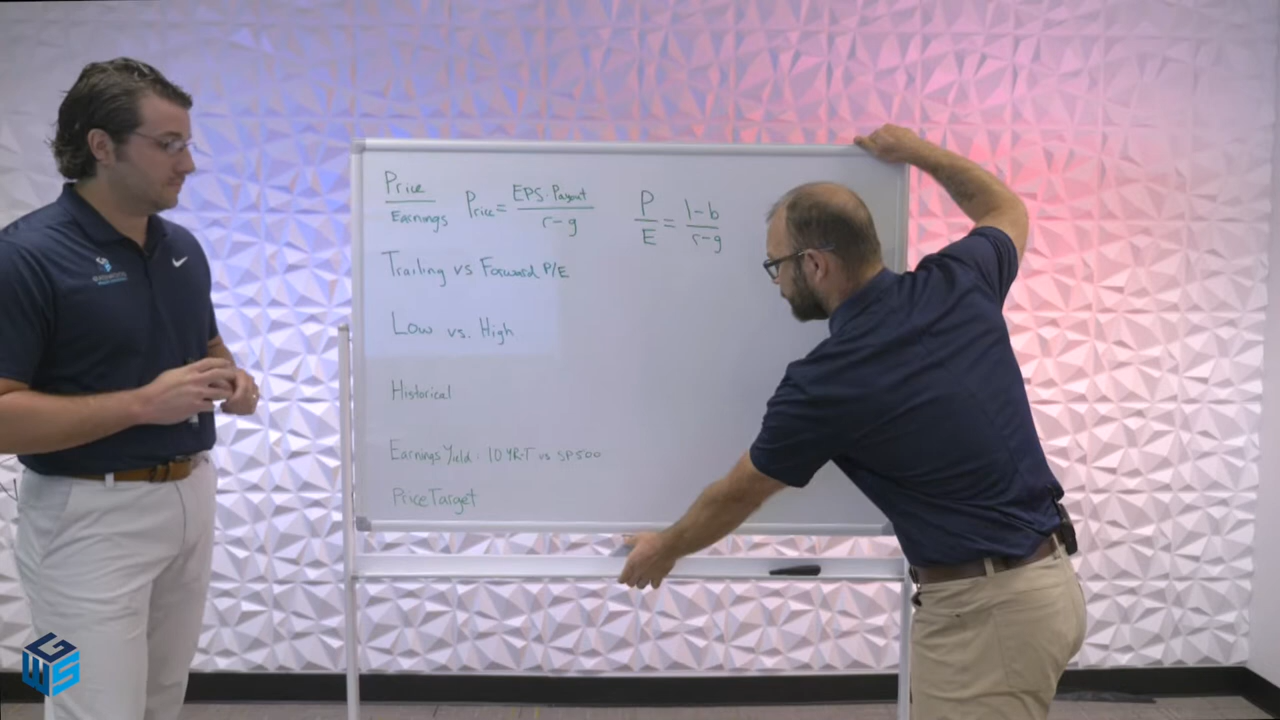 Price / Earnings
Price = EPS · Payout / r - g
P / E = 1 - b / r - g
Trailing vs Forward P/E
Low vs. High
Historical
Earnings Yield : 10 YR-T vs SP500
Price Target
GWS